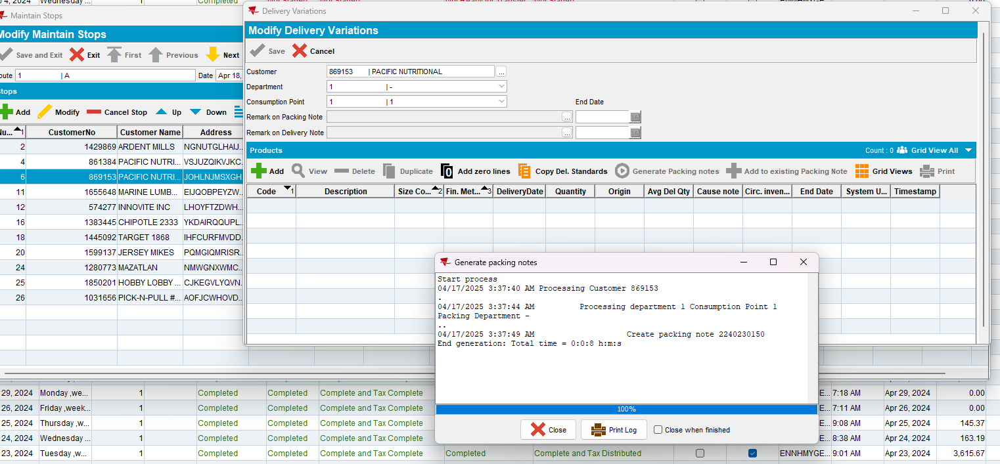 p 4, 2024 Wednesday ... 1 Completed
Maintain Stops
Modify Maintain Stops
Save and Exit Exit First Previous Next
oute 1 | A Date Apr 18,
Stops
Add Modify Cancel Stop Up Down
Nu... 1 CustomerNo Customer Name Address
2 1429869 ARDENT MILLS NGNUTGLHAIJ...
4 861384 PACIFIC NUTRI... VSJUZQIKVJKC...
6 869153 PACIFIC NUTRI... JOHLNJMSXGH
11 1655648 MARINE LUMB... EIJQOBPEYZW...
12 574277 INNOVITE INC LHOYFTZDWH...
16 1383445 CHIPOTLE 2333 YKDAIRQQUPL...
18 1445092 TARGET 1868 IHFCURFMVDD...
20 1599137 JERSEY MIKES PQMGIQMRISR...
24 1280773 MAZATLAN NMWGNXWMC...
25 1850201 HOBBY LOBBY ... CJKEGVLYQVN...
26 1031656 PICK-N-PULL #... AOFJCWHOVD...
Delivery Variations
Modify Delivery Variations
Save Cancel
Customer 869153 | PACIFIC NUTRITIONAL ...
Department 1 | -
Consumption Point 1 | 1 End Date
Remark on Packing Note ... 16
Remark on Delivery Note ... 16
Products Count : 0 Grid View All
Add View Delete Duplicate Add zero lines Copy Del. Standards Generate Packing notes Add to existing Packing Note Grid Views Print
Code 1 Description Size Co... 2 Fin. Met... 3 DeliveryDate Quantity Origin Avg Del Qty Cause note Circ. inven... End Date System U... Timestamp
Generate packing notes
Start process
04/17/2025 3:37:40 AM Processing Customer 869153
.
04/17/2025 3:37:44 AM Processing department 1 Consumption Point 1
Packing Department -
..
04/17/2025 3:37:49 AM Create packing note 2240230150
End generation: Total time = 0:0:8 h:m:s
100%
Close Print Log Close when finished
29, 2024 Monday ,we... 1 Completed Completed Complete and Tax Complete E... 7:18 AM Apr 29, 2024 0.00
26, 2024 Friday ,week... 1 Completed Completed Complete and Tax Complete E... 7:11 AM Apr 26, 2024 0.00
25, 2024 Thursday ,w... 1 Completed Completed Complete and Tax Complete E... 9:08 AM Apr 25, 2024 145.37
24, 2024 Wednesday ... 1 Completed Completed Complete and Tax Complete E... 8:38 AM Apr 24, 2024 163.19
23, 2024 Tuesday ,w... 1 Completed Completed Complete and Tax Complete Completed Complete and Tax Distributed ENNHMYGE... 9:01 AM Apr 23, 2024 3,615.67